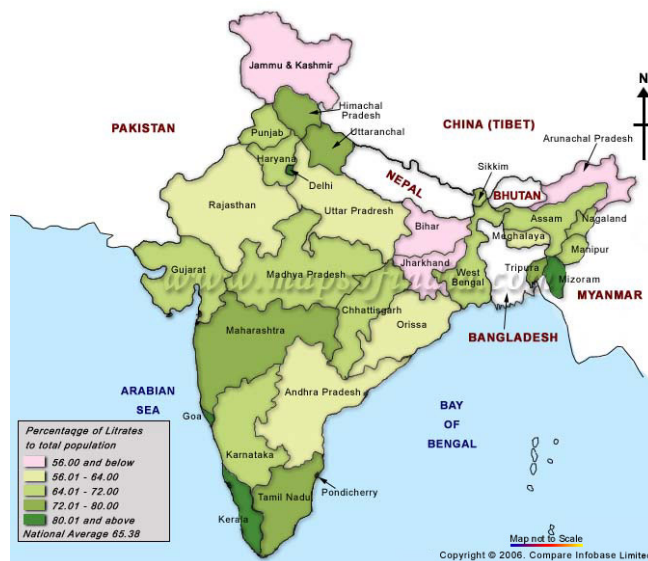 Jammu & Kashmir
N
PAKISTAN
Himachal
Pradesh
Punjab
Uttaranchal
CHINA (TIBET)
Arunachal Pradesh
Haryana
Delhi
Sikkim
NEPAL
BHUTAN
Rajasthan
Uttar Pradesh
Assam
Nagaland
Bihar
Meghalaya
Manipur
Jharkhand
Gujarat
Madhya Pradesh
West
Bengal
Tripura
Mizoram
www.mapsofindia.com
MYANMAR
Chhattisgarh
Orissa
Maharashtra
BANGLADESH
ARABIAN
SEA
Andhra Pradesh
BAY
OF
BENGAL
Goa
Karnataka
Pondicherry
Tamil Nadu
Kerala
Percentaqge of Litrates
to total population
56.00 and below
56.01 - 64.00
64.01 - 72.00
72.01 - 80.00
80.01 and above
National Average 65.38
Map not to Scale
Copyright © 2006. Compare Infobase Limited